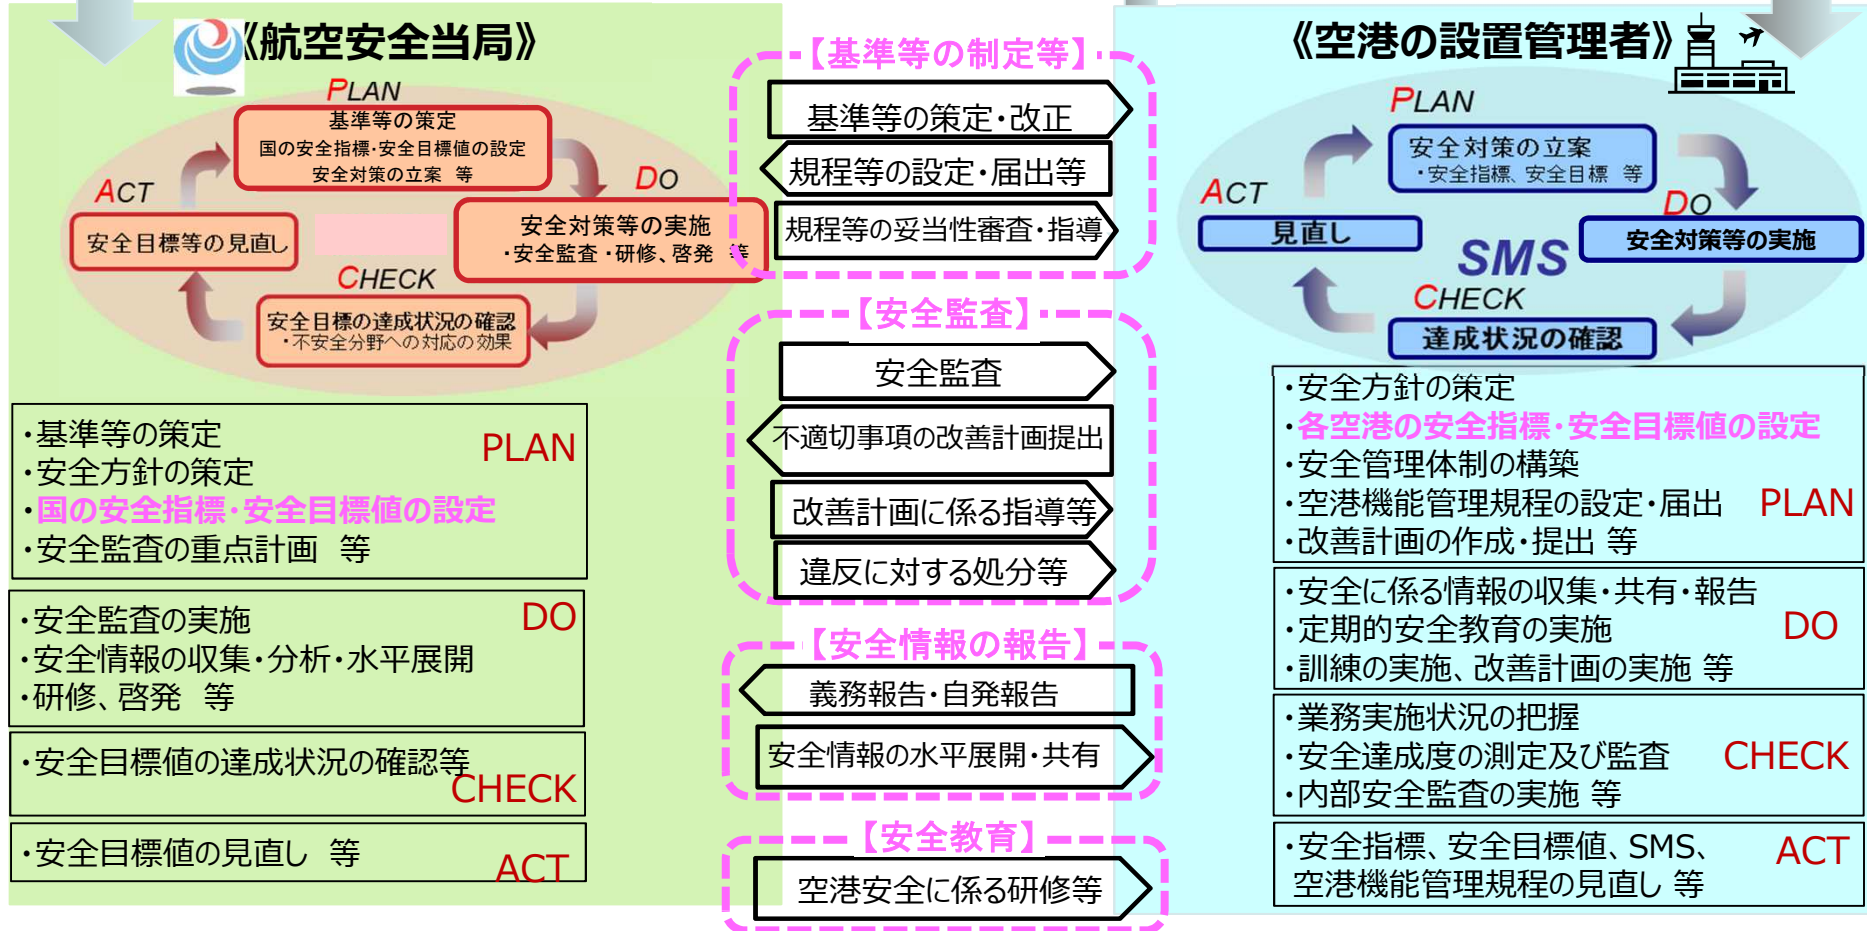 《航空安全当局》
PLAN
基準等の策定
国の安全指標・安全目標値の設定
安全対策の立案 等
DO
安全対策等の実施
・安全監査・研修、啓発 等
CHECK
安全目標の達成状況の確認
・不安全分野への対応の効果
ACT
安全目標等の見直し
・基準等の策定
・安全方針の策定
・国の安全指標・安全目標値の設定
・安全監査の重点計画 等
PLAN
・安全監査の実施
・安全情報の収集・分析・水平展開
・研修、啓発 等
DO
・安全目標値の達成状況の確認等
CHECK
・安全目標値の見直し 等
ACT
【基準等の制定等】
基準等の策定・改正
規程等の設定・届出等
規程等の妥当性審査・指導
【安全監査】
安全監査
不適切事項の改善計画提出
改善計画に係る指導等
違反に対する処分等
【安全情報の報告】
義務報告・自発報告
安全情報の水平展開・共有
【安全教育】
空港安全に係る研修等
《空港の設置管理者》
PLAN
安全対策の立案
・安全指標、安全目標 等
DO
安全対策等の実施
SMS
CHECK
達成状況の確認
ACT
見直し
・安全方針の策定
・各空港の安全指標・安全目標値の設定
・安全管理体制の構築
・空港機能管理規程の設定・届出
・改善計画の作成・提出 等
PLAN
・安全に係る情報の収集・共有・報告
・定期的安全教育の実施
・訓練の実施、改善計画の実施 等
DO
・業務実施状況の把握
・安全達成度の測定及び監査
・内部安全監査の実施 等
CHECK
・安全指標、安全目標値、SMS、
空港機能管理規程の見直し 等
ACT